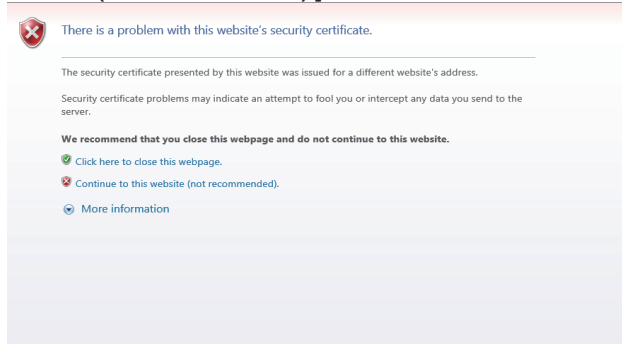 There is a problem with this website's security certificate.
The security certificate presented by this website was issued for a different website's address.
Security certificate problems may indicate an attempt to fool you or intercept any data you send to the
server.
We recommend that you close this webpage and do not continue to this website.
Click here to close this webpage.
Continue to this website (not recommended).
More information